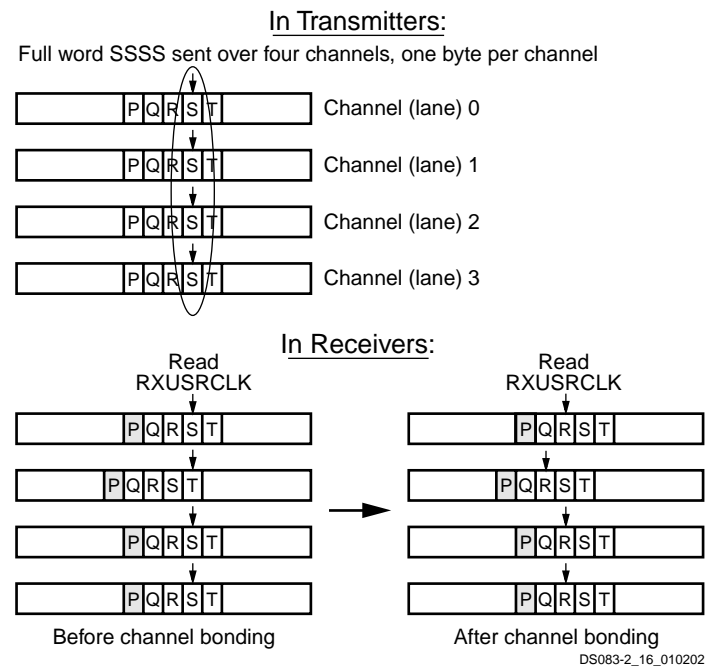 In Transmitters:
Full word SSSS sent over four channels, one byte per channel
P Q R S T Channel (lane) 0
P Q R S T Channel (lane) 1
P Q R S T Channel (lane) 2
P Q R S T Channel (lane) 3
In Receivers:
Read
RXUSRCLK
P Q R S T
P Q R S T
P Q R S T
P Q R S T
Before channel bonding
Read
RXUSRCLK
P Q R S T
P Q R S T
P Q R S T
P Q R S T
After channel bonding
DS083-2_16_010202